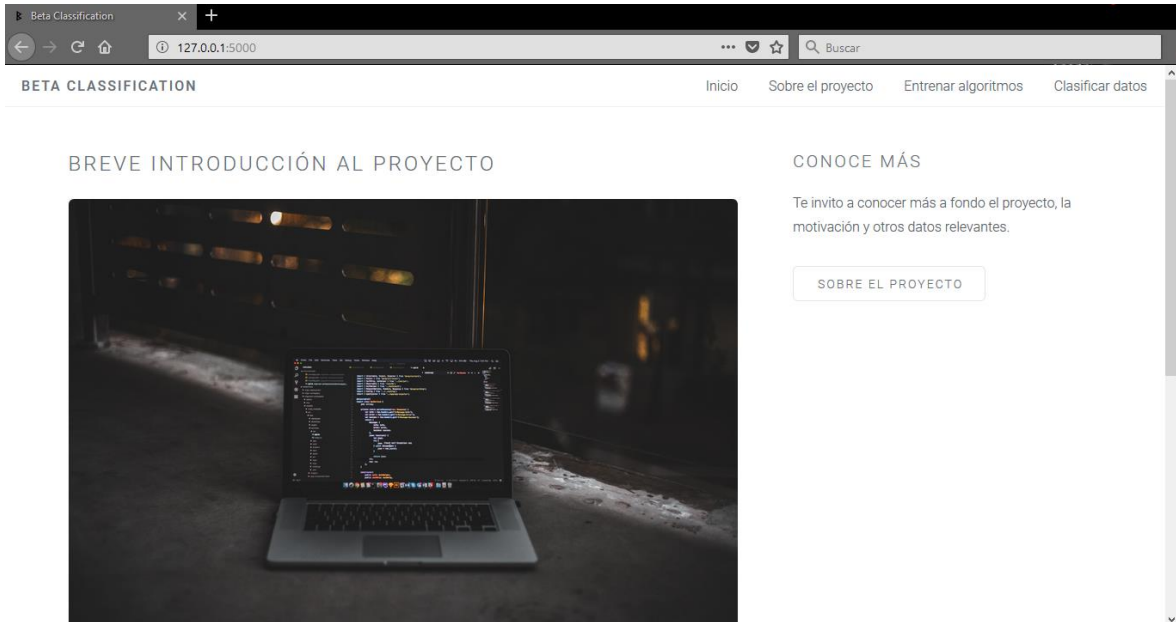 Beta Classification
127.0.0.1:5000
Buscar
BETA CLASSIFICATION
Inicio Sobre el proyecto Entrenar algoritmos Clasificar datos
BREVE INTRODUCCIÓN AL PROYECTO
CONOCE MÁS
Te invito a conocer más a fondo el proyecto, la
motivación y otros datos relevantes.
SOBRE EL PROYECTO